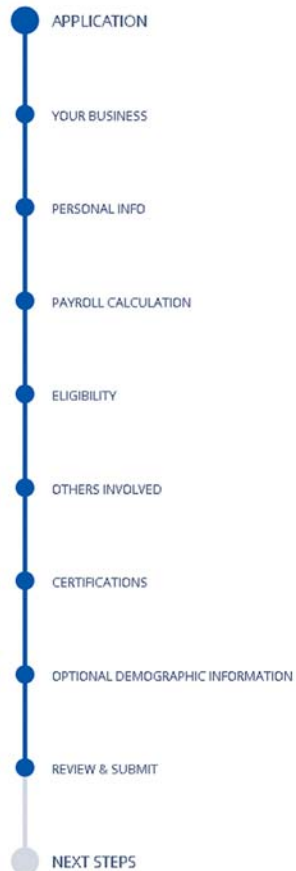 APPLICATION
YOUR BUSINESS
PERSONAL INFO
PAYROLL CALCULATION
ELIGIBILITY
OTHERS INVOLVED
CERTIFICATIONS
OPTIONAL DEMOGRAPHIC INFORMATION
REVIEW & SUBMIT
NEXT STEPS